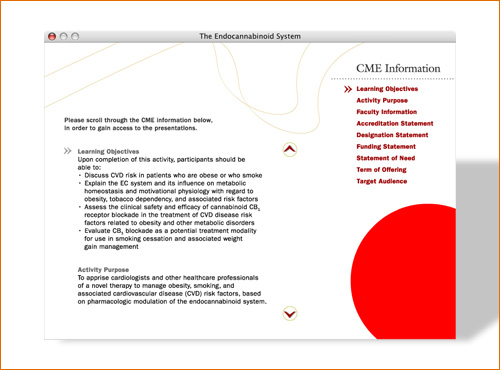 The Endocannabinoid System
CME Information
Learning Objectives
Activity Purpose
Faculty Information
Accreditation Statement
Designation Statement
Funding Statement
Statement of Need
Term of Offering
Target Audience
Please scroll through the CME information below,
in order to gain access to the presentations.
Learning Objectives
Upon completion of this activity, participants should be
able to:
• Discuss CVD risk in patients who are obese or who smoke
• Explain the EC system and its influence on metabolic
homeostasis and motivational physiology with regard to
obesity, tobacco dependency, and associated risk factors
• Assess the clinical safety and efficacy of cannabinoid CB₁
receptor blockade in the treatment of CVD disease risk
factors related to obesity and other metabolic disorders
• Evaluate CB₁ blockade as a potential treatment modality
for use in smoking cessation and associated weight
gain management
Activity Purpose
To apprise cardiologists and other healthcare professionals
of a novel therapy to manage obesity, smoking, and
associated cardiovascular disease (CVD) risk factors, based
on pharmacologic modulation of the endocannabinoid system.